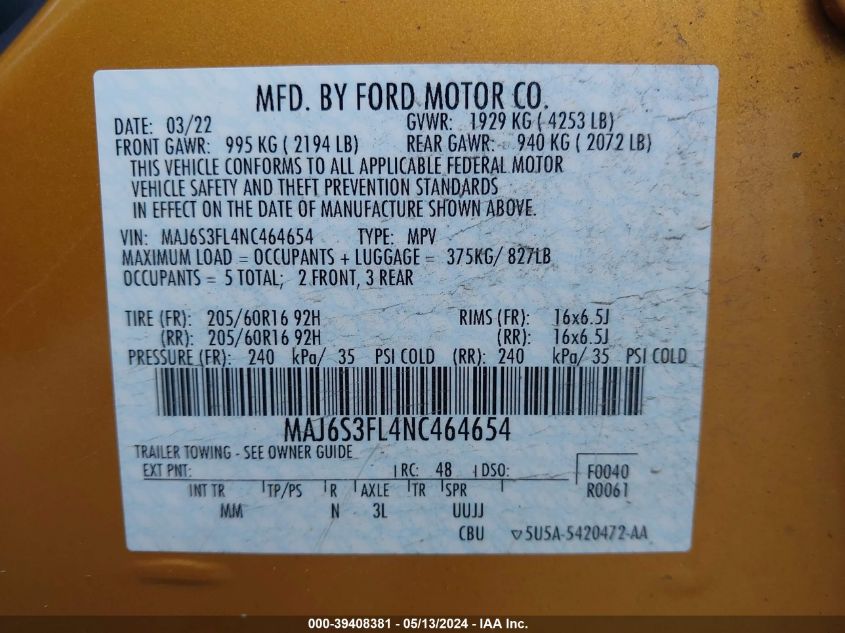 MFD. BY FORD MOTOR CO.
DATE: 03/22 GVWR: 1929 KG ( 4253 LB)
FRONT GAWR: 995 KG ( 2194 LB) REAR GAWR: 940 KG ( 2072 LB)
THIS VEHICLE CONFORMS TO ALL APPLICABLE FEDERAL MOTOR
VEHICLE SAFETY AND THEFT PREVENTION STANDARDS
IN EFFECT ON THE DATE OF MANUFACTURE SHOWN ABOVE.
VIN: MAJ6S3FL4NC464654 TYPE: MPV
MAXIMUM LOAD = OCCUPANTS + LUGGAGE = 375KG/ 827LB
OCCUPANTS = 5 TOTAL; 2 FRONT, 3 REAR
TIRE (FR): 205/60R16 92H RIMS (FR): 16x6.5J
(RR): 205/60R16 92H (RR): 16x6.5J
PRESSURE (FR): 240 kPa/ 35 PSI COLD (RR): 240 kPa/ 35 PSI COLD
MAJ6S3FL4NC464654
TRAILER TOWING - SEE OWNER GUIDE
EXT PNT: RC: 48 DSO: F0040
R0061
INT TR TP/PS R AXLE TR SPR
MM N 3L UUJJ
CBU ▽5U5A-5420472-AA
000-39408381 - 05/13/2024 - IAA Inc.